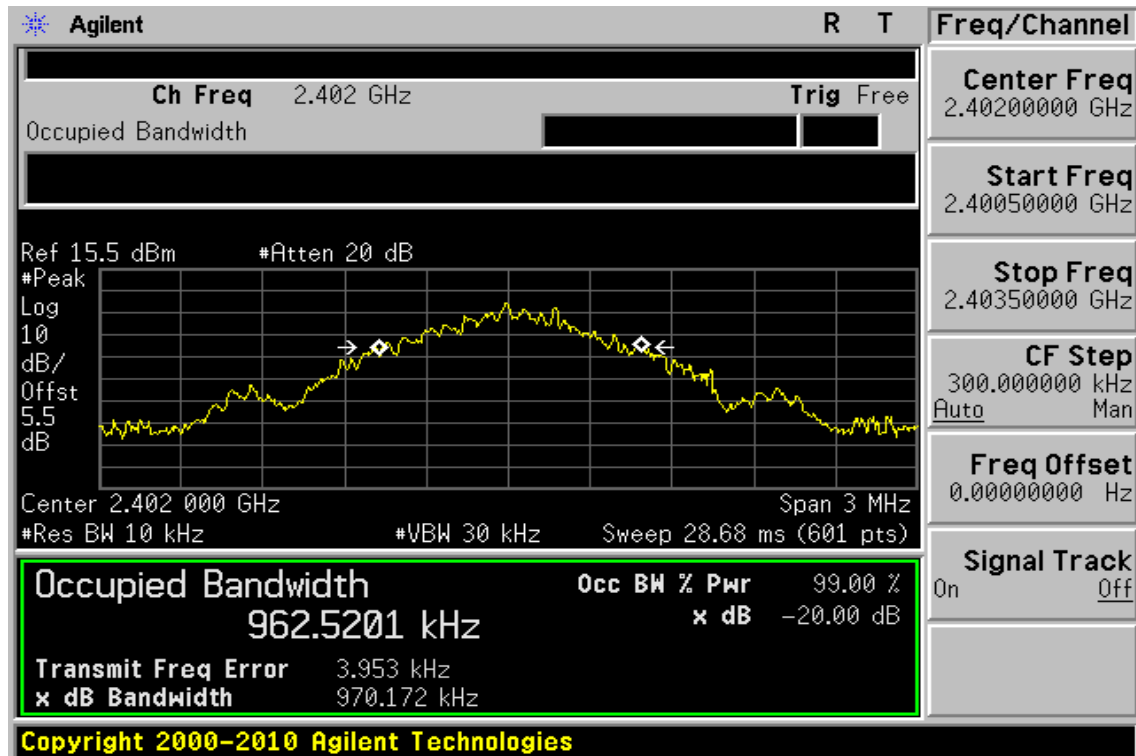 Agilent R T Freq/Channel
Ch Freq 2.402 GHz Trig Free
Occupied Bandwidth
Center Freq
2.40200000 GHz
Start Freq
2.40050000 GHz
Stop Freq
2.40350000 GHz
CF Step
300.000000 kHz
Auto Man
Freq Offset
0.00000000 Hz
Signal Track
On Off
Ref 15.5 dBm #Atten 20 dB
#Peak
Log
10
dB/
Offst
5.5
dB
Center 2.402 000 GHz Span 3 MHz
#Res BW 10 kHz #VBW 30 kHz Sweep 28.68 ms (601 pts)
Occupied Bandwidth Occ BW % Pwr 99.00 %
962.5201 kHz x dB -20.00 dB
Transmit Freq Error 3.953 kHz
x dB Bandwidth 970.172 kHz
Copyright 2000-2010 Agilent Technologies